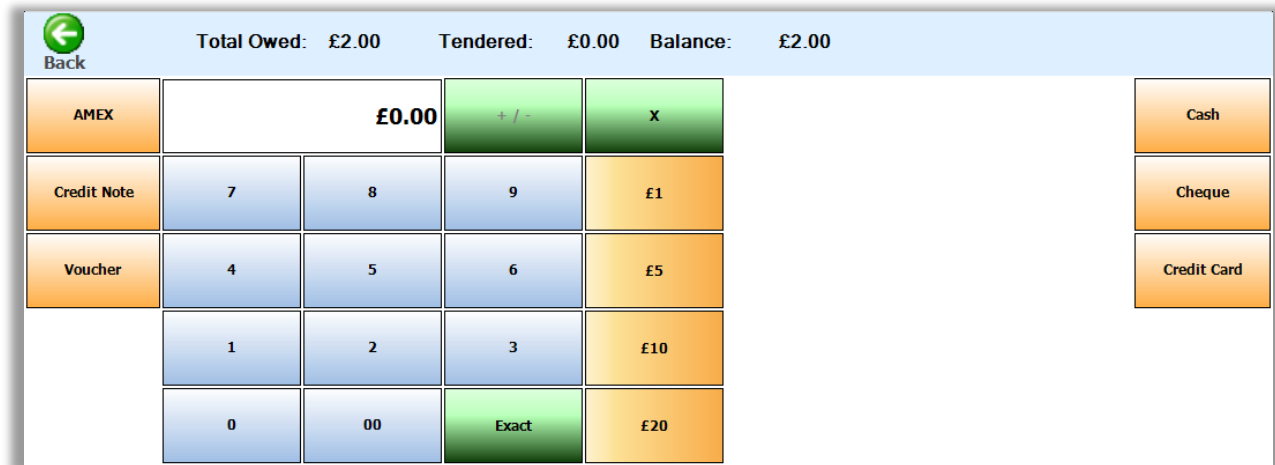 Back
Total Owed: £2.00 Tendered: £0.00 Balance: £2.00
AMEX £0.00 + / - X Cash
Credit Note 7 8 9 £1 Cheque
Voucher 4 5 6 £5 Credit Card
1 2 3 £10
0 00 Exact £20